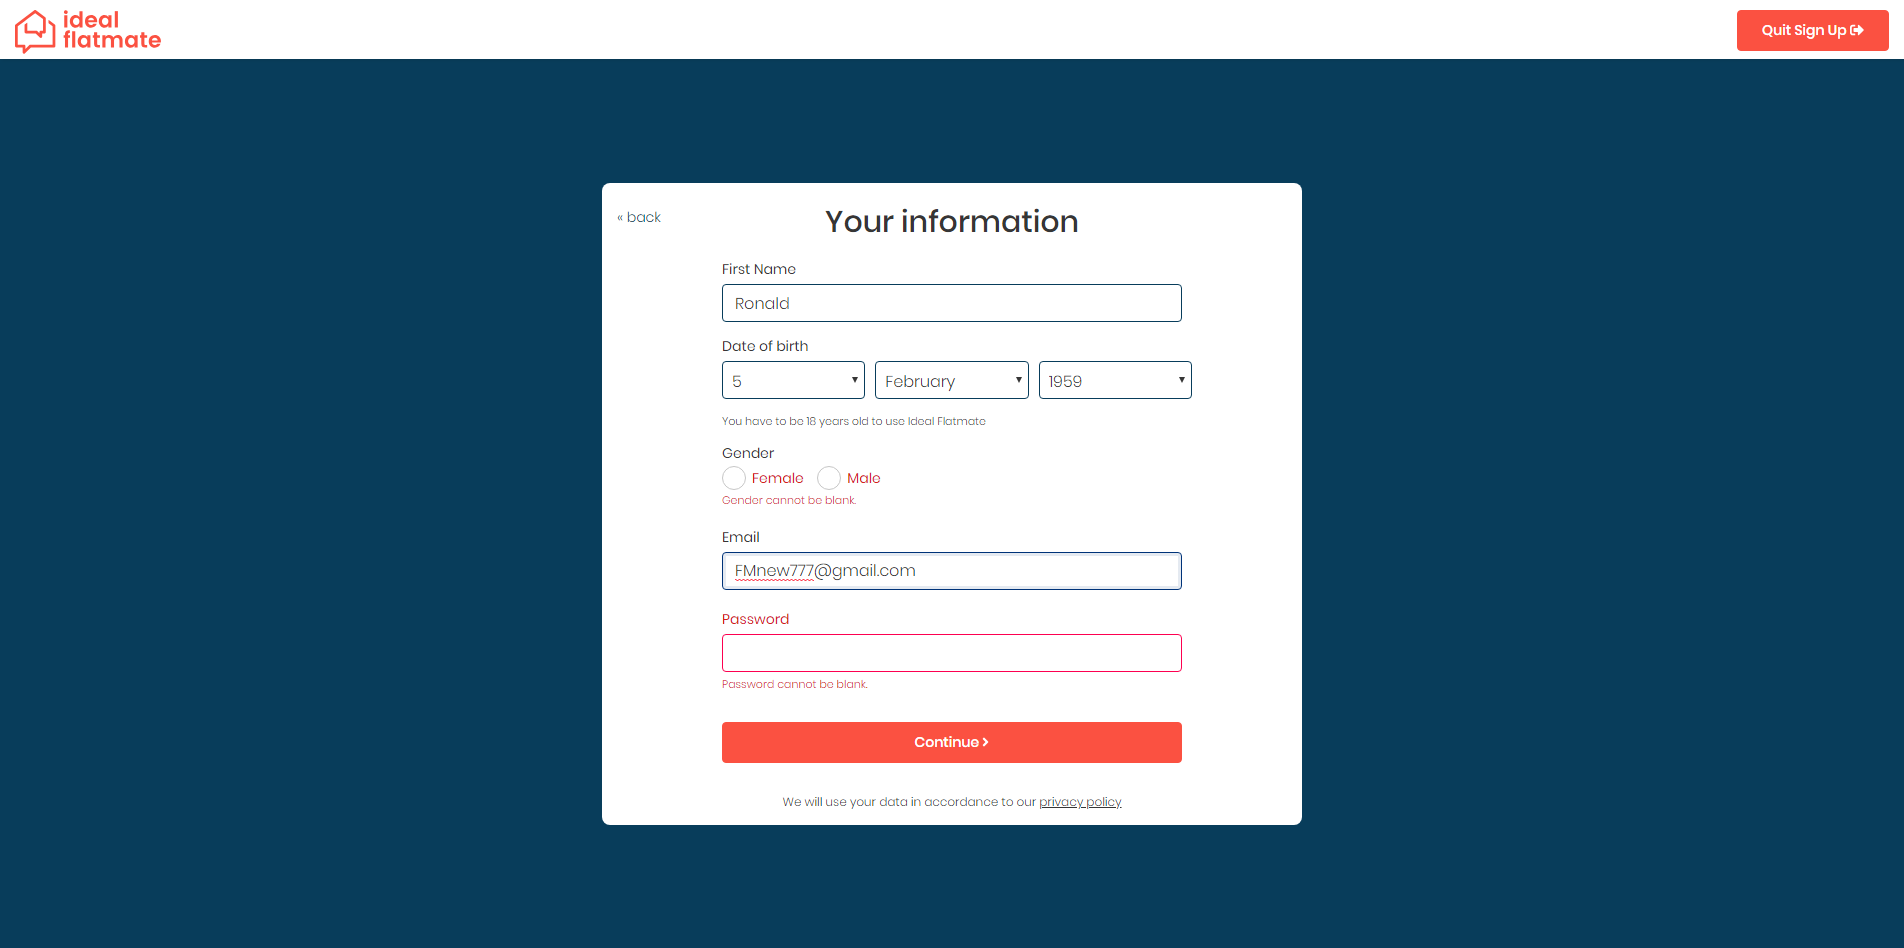 ideal
flatmate
Quit Sign Up
« back
Your information
First Name
Ronald
Date of birth
5 February 1959
You have to be 18 years old to use Ideal Flatmate
Gender
Female Male
Gender cannot be blank.
Email
FMnew777@gmail.com
Password
Password cannot be blank.
Continue
We will use your data in accordance to our privacy policy